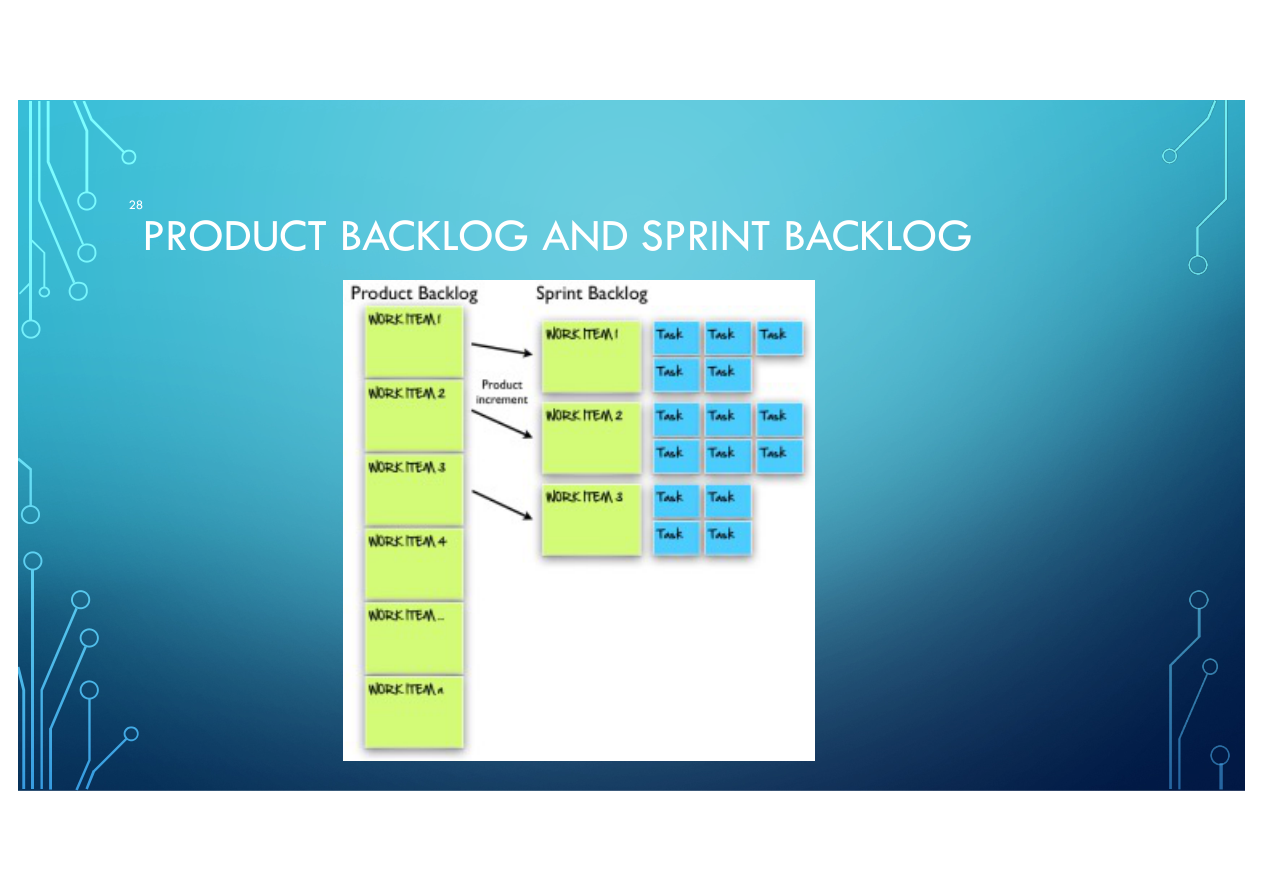 28
PRODUCT BACKLOG AND SPRINT BACKLOG
Product Backlog
WORK ITEM 1
WORK ITEM 2
WORK ITEM 3
WORK ITEM 4
WORK ITEM...
WORK ITEM n
Product
increment
Sprint Backlog
WORK ITEM 1
Task Task Task
Task Task
WORK ITEM 2
Task Task Task
Task Task Task
WORK ITEM 3
Task Task
Task Task